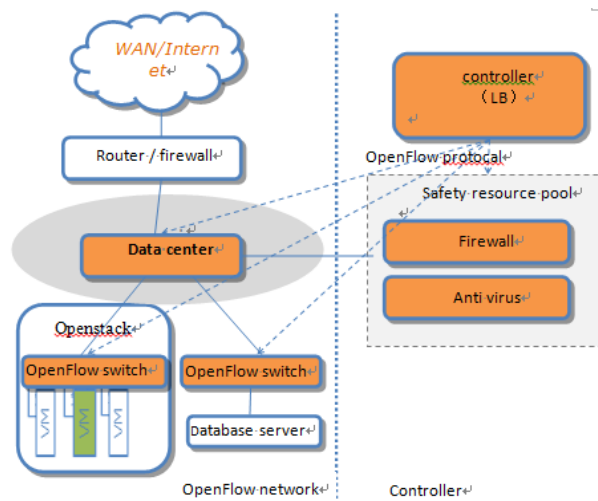 WAN/Intern
et
controller
（LB）
Router / firewall
OpenFlow protocal
Safety resource pool
Firewall
Data center
Anti virus
Openstack
OpenFlow switch
OpenFlow switch
VM
VM
VM
Database server
OpenFlow network
Controller